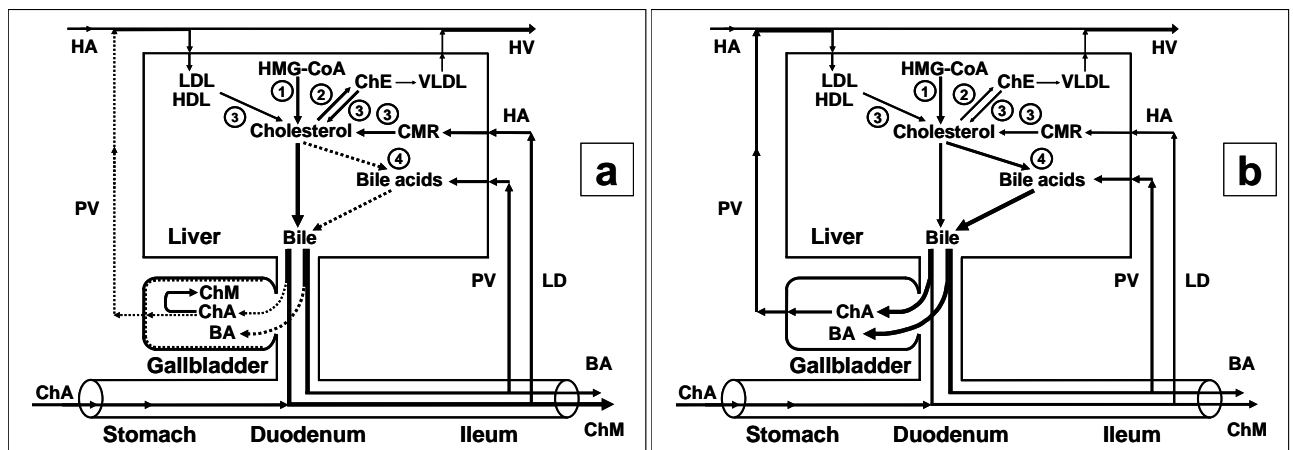 HA
HV
LDL
HDL
HMG-CoA
ChE
VLDL
1
2
3
3
3
HA
Cholesterol
CMR
4
a
Bile acids
PV
Liver
Bile
PV
LD
ChM
ChA
BA
Gallbladder
BA
ChA
ChM
Stomach
Duodenum
Ileum
HA
HV
LDL
HDL
HMG-CoA
ChE
VLDL
1
2
3
3
3
HA
Cholesterol
CMR
4
b
Bile acids
PV
Liver
Bile
PV
LD
ChA
BA
Gallbladder
BA
ChA
ChM
Stomach
Duodenum
Ileum